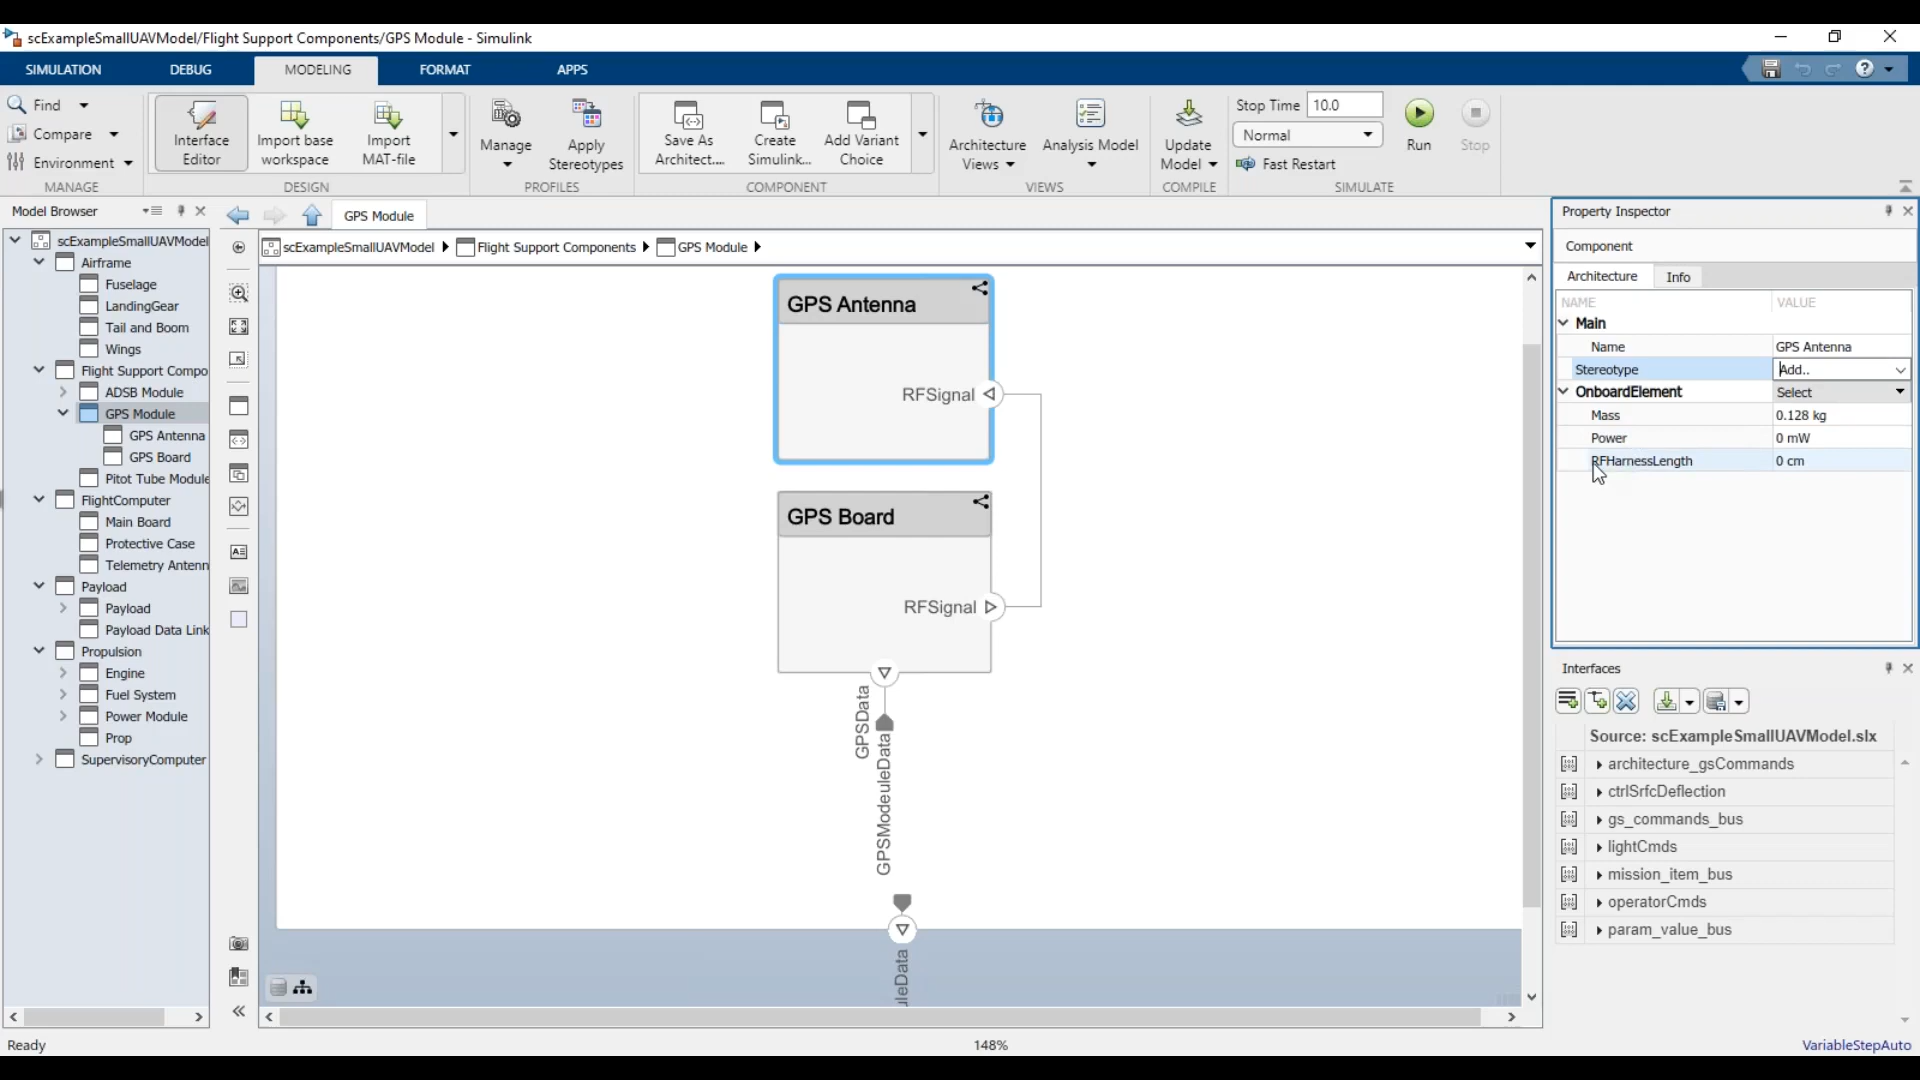 scExampleSmallUAVModel/Flight Support Components/GPS Module - Simulink
SIMULATION DEBUG MODELING FORMAT APPS
Find
Compare
Environment
MANAGE
Interface
Editor
Import base
workspace
Import
MAT-file
DESIGN
Manage
Apply
Stereotypes
PROFILES
Save As
Architect....
Create
Simulink...
Add Variant
Choice
COMPONENT
Architecture
Views
Analysis Model
VIEWS
Update
Model
COMPILE
Stop Time 10.0
Normal
Fast Restart
Run
Stop
SIMULATE
Model Browser
scExampleSmallUAVModel
Airframe
Fuselage
LandingGear
Tail and Boom
Wings
Flight Support Compo
ADSB Module
GPS Module
GPS Antenna
GPS Board
Pitot Tube Module
FlightComputer
Main Board
Protective Case
Telemetry Antenn
Payload
Payload
Payload Data Link
Propulsion
Engine
Fuel System
Power Module
Prop
SupervisoryComputer
GPS Module
scExampleSmallUAVModel Flight Support Components GPS Module
GPS Antenna
RFSignal
GPS Board
RFSignal
GPSData
GPSModeuleData
uleData
Property Inspector
Component
Architecture Info
NAME VALUE
Main
Name GPS Antenna
Stereotype Add..
OnboardElement Select
Mass 0.128 kg
Power 0 mW
RFHarnessLength 0 cm
Interfaces
Source: scExampleSmallUAVModel.slx
architecture_gsCommands
ctrlSrfcDeflection
gs_commands_bus
lightCmds
mission_item_bus
operatorCmds
param_value_bus
Ready 148% VariableStepAuto